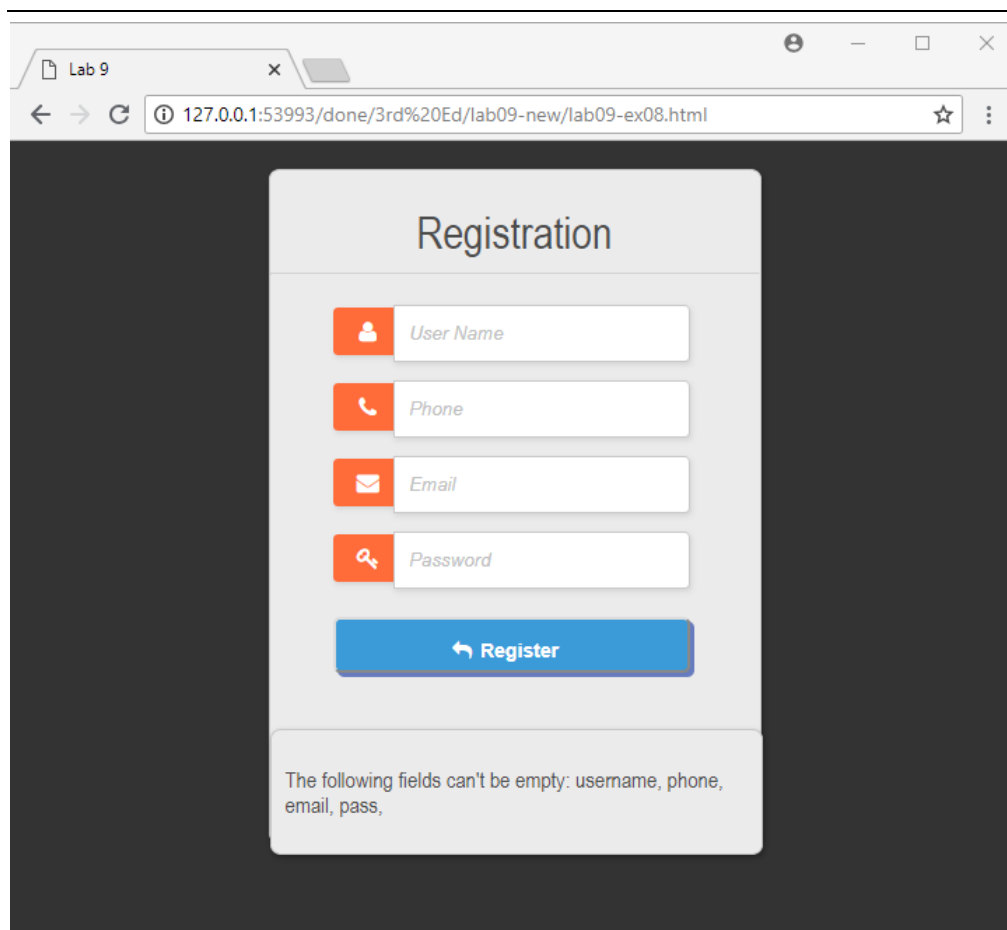 Lab 9
127.0.0.1:53993/done/3rd%20Ed/lab09-new/lab09-ex08.html
Registration
User Name
Phone
Email
Password
Register
The following fields can't be empty: username, phone,
email, pass,